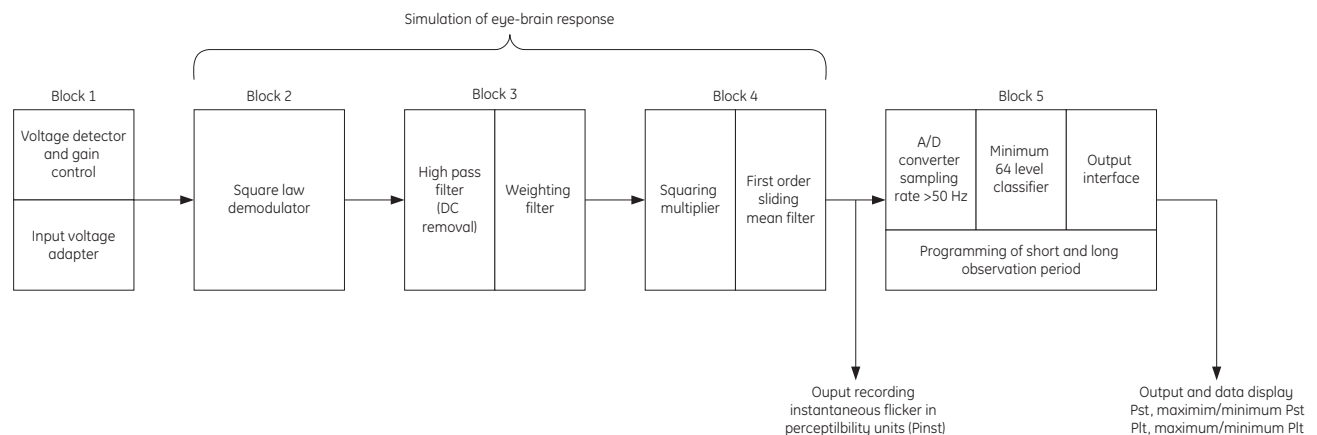 Simulation of eye-brain response
Block 1
Block 2
Block 3
Block 4
Block 5
Voltage detector
and gain
control
Input voltage
adapter
Square law
demodulator
High pass
filter
(DC
removal)
Weighting
filter
Squaring
multiplier
First order
sliding
mean filter
A/D
converter
sampling
rate >50 Hz
Minimum
64 level
classifier
Output
interface
Programming of short and long
observation period
Ouput recording
instantaneous flicker in
perceptilbility units (Pinst)
Output and data display
Pst, maximim/minimum Pst
Plt, maximum/minimum Plt